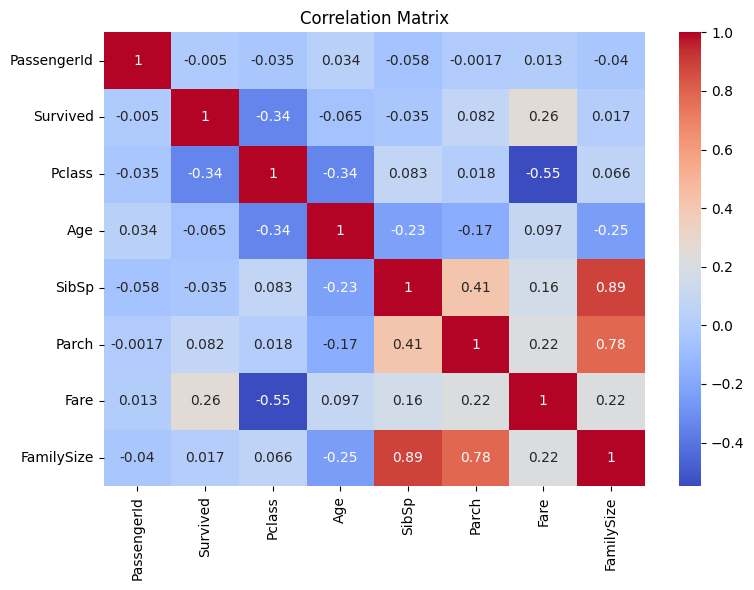 Correlation Matrix
PassengerId 1 -0.005 -0.035 0.034 -0.058 -0.0017 0.013 -0.04
Survived -0.005 1 -0.34 -0.065 -0.035 0.082 0.26 0.017
Pclass -0.035 -0.34 1 -0.34 0.083 0.018 -0.55 0.066
Age 0.034 -0.065 -0.34 1 -0.23 -0.17 0.097 -0.25
SibSp -0.058 -0.035 0.083 -0.23 1 0.41 0.16 0.89
Parch -0.0017 0.082 0.018 -0.17 0.41 1 0.22 0.78
Fare 0.013 0.26 -0.55 0.097 0.16 0.22 1 0.22
FamilySize -0.04 0.017 0.066 -0.25 0.89 0.78 0.22 1
PassengerId Survived Pclass Age SibSp Parch Fare FamilySize
1.0
0.8
0.6
0.4
0.2
0.0
-0.2
-0.4